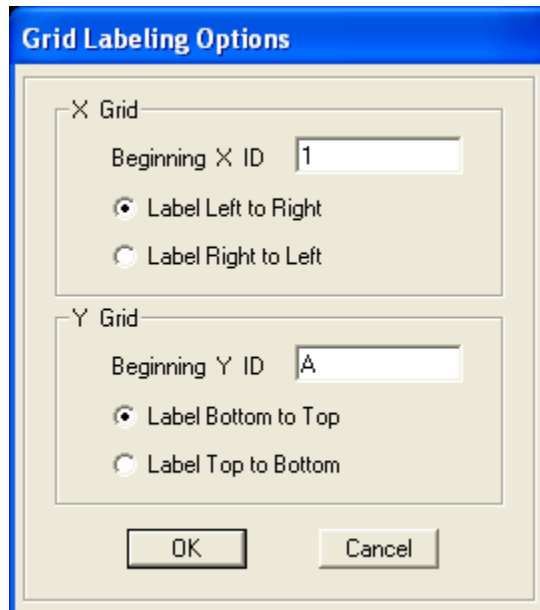 Grid Labeling Options
X Grid
Beginning X ID 1
Label Left to Right
Label Right to Left
Y Grid
Beginning Y ID A
Label Bottom to Top
Label Top to Bottom
OK Cancel